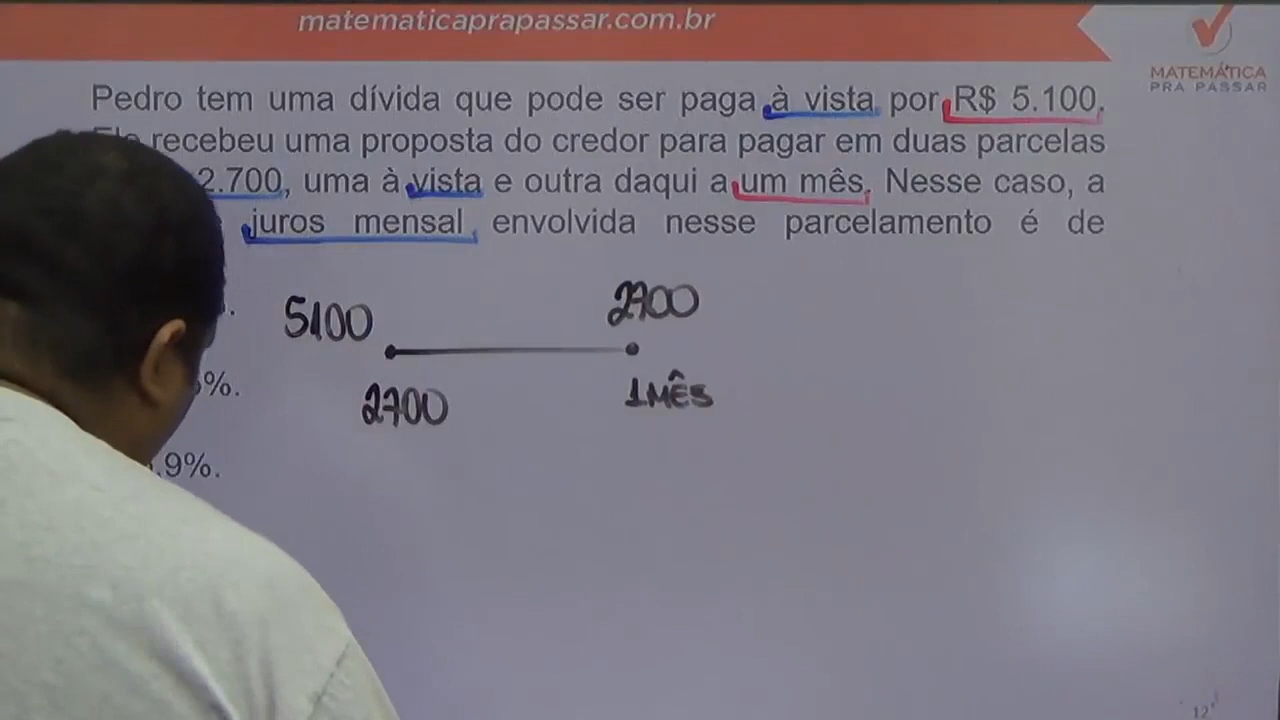 matematicaprapassar.com.br
MATEMÁTICA
PRA PASSAR
Pedro tem uma dívida que pode ser paga à vista por R$ 5.100.
recebeu uma proposta do credor para pagar em duas parcelas
2.700, uma à vista e outra daqui a um mês. Nesse caso, a
juros mensal envolvida nesse parcelamento é de
5100
2700
2700
1MÊS
%.
,9%.